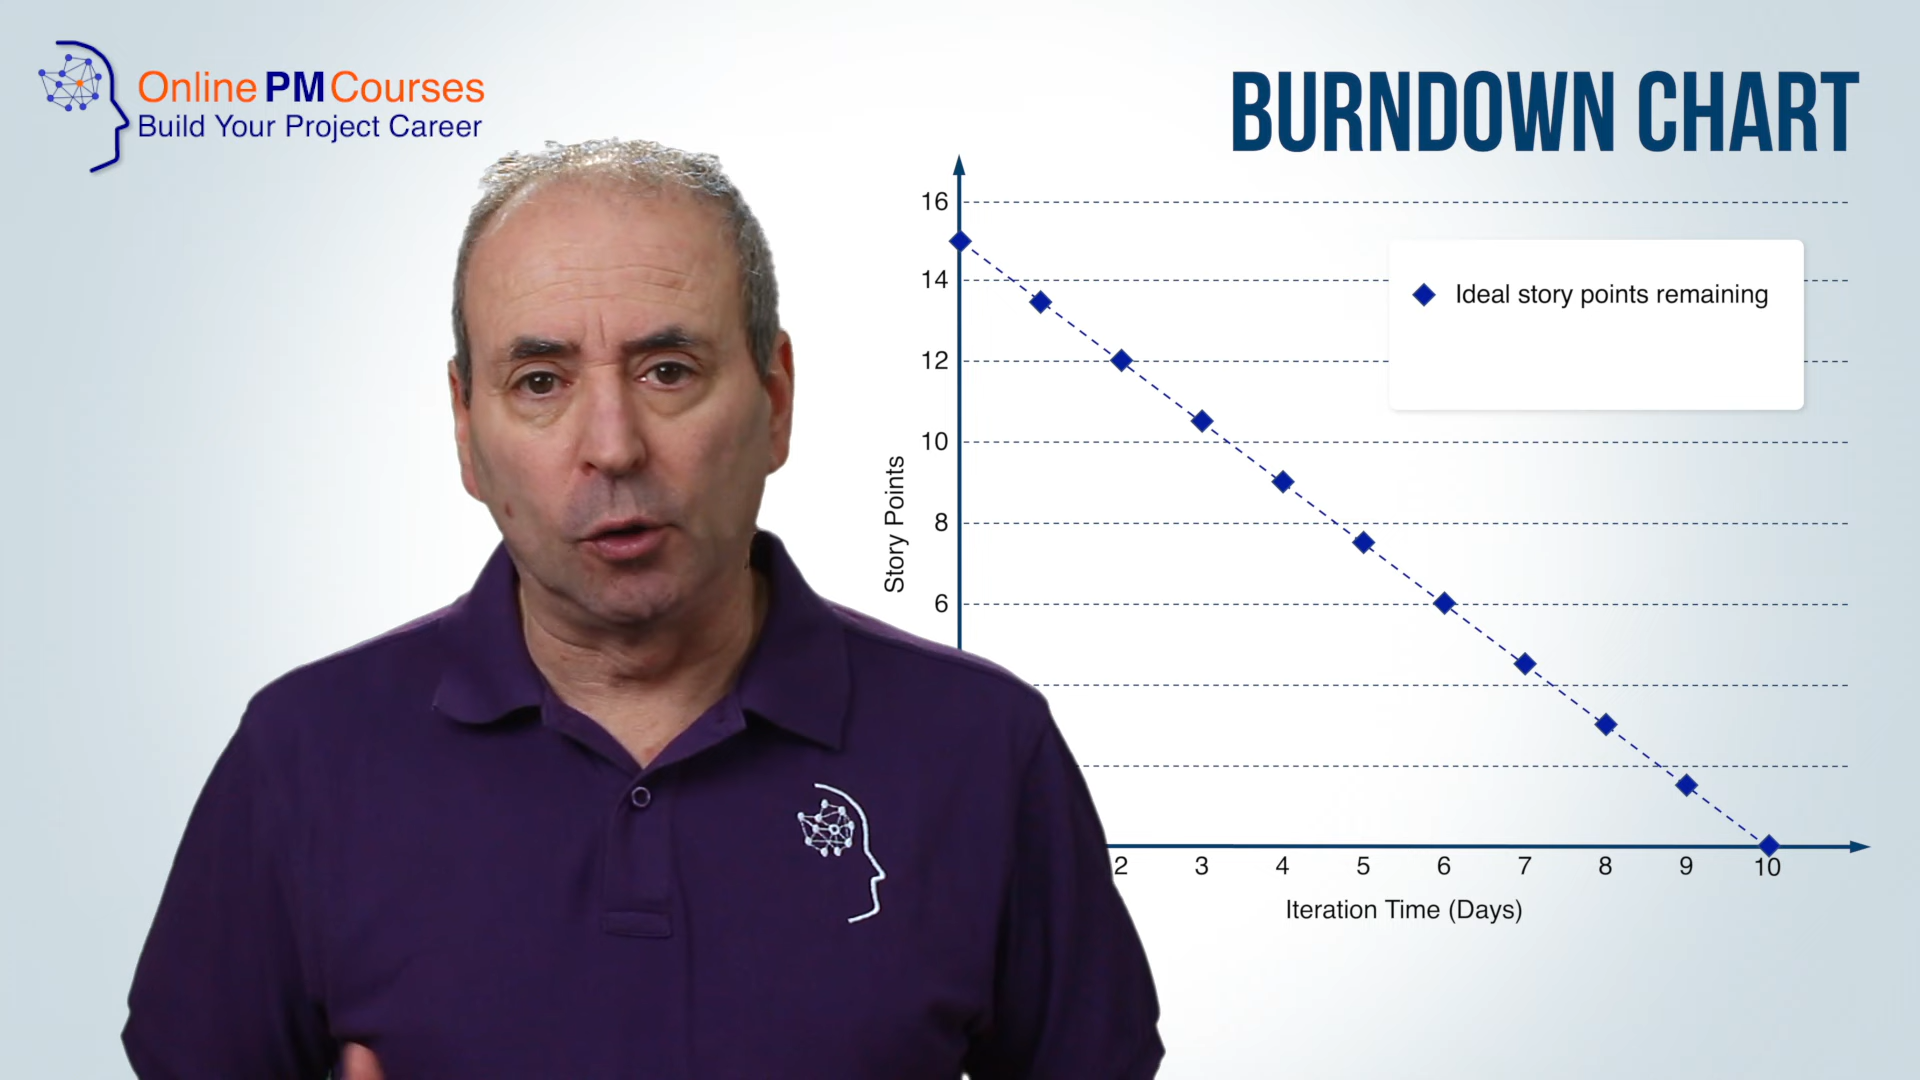 Online PM Courses
Build Your Project Career
BURNDOWN CHART
16
14
12
10
8
6
Story Points
Ideal story points remaining
2 3 4 5 6 7 8 9 10
Iteration Time (Days)